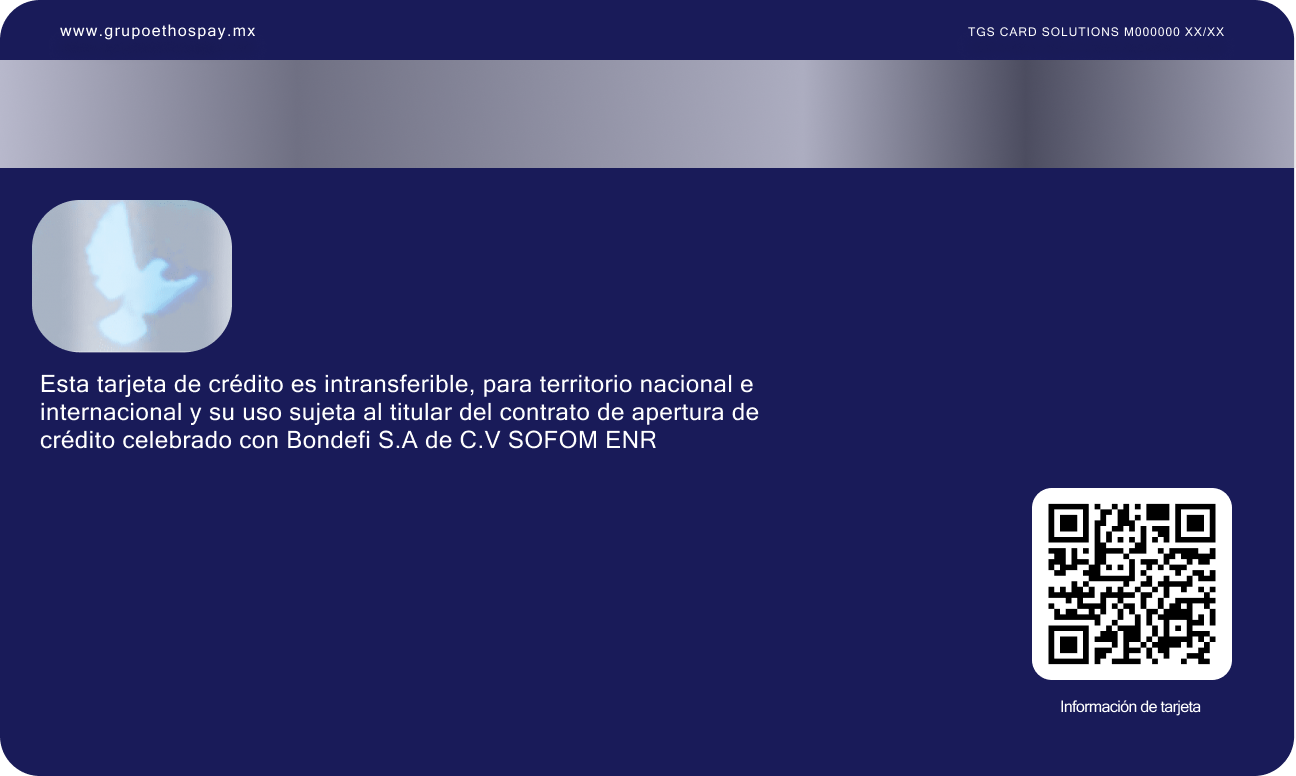 www.grupoethospay.mx
TGS CARD SOLUTIONS M000000 XX/XX
Esta tarjeta de crédito es intransferible, para territorio nacional e
internacional y su uso sujeta al titular del contrato de apertura de
crédito celebrado con Bondefi S.A de C.V SOFOM ENR
Información de tarjeta